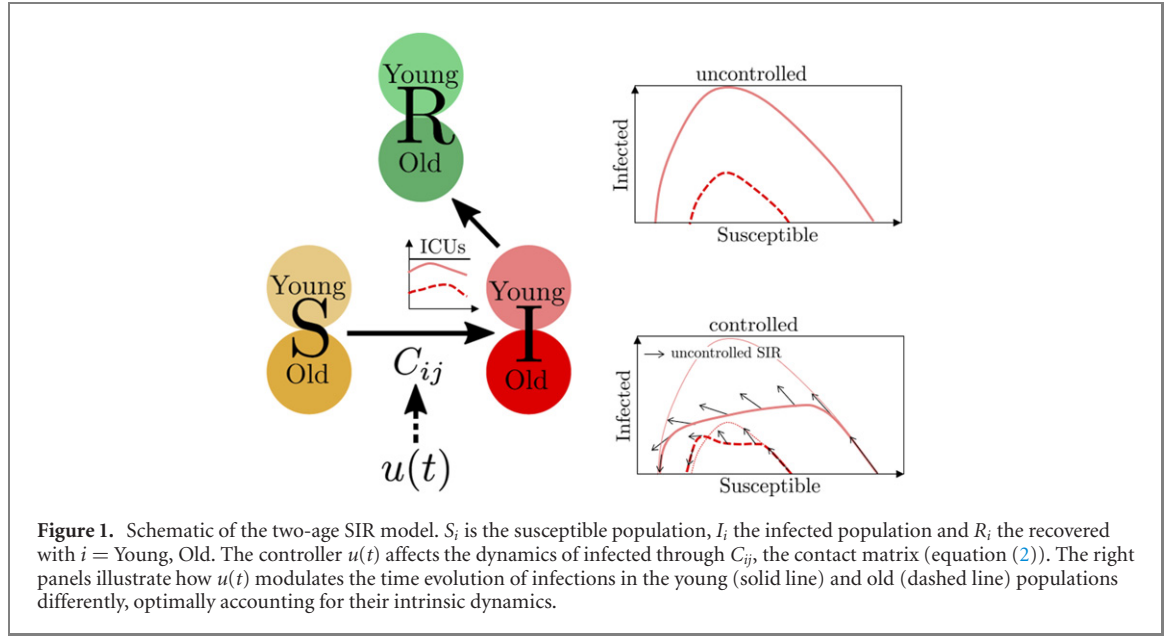 Young
R
Old
ICUs
Young
S
Old
Young
I
Old
C_{ij}
u(t)
uncontrolled
Infected
Susceptible
controlled
→ uncontrolled SIR
Infected
Susceptible
Figure 1. Schematic of the two-age SIR model. S_i is the susceptible population, I_i the infected population and R_i the recovered
with i = Young, Old. The controller u(t) affects the dynamics of infected through C_{ij}, the contact matrix (equation (2)). The right
panels illustrate how u(t) modulates the time evolution of infections in the young (solid line) and old (dashed line) populations
differently, optimally accounting for their intrinsic dynamics.